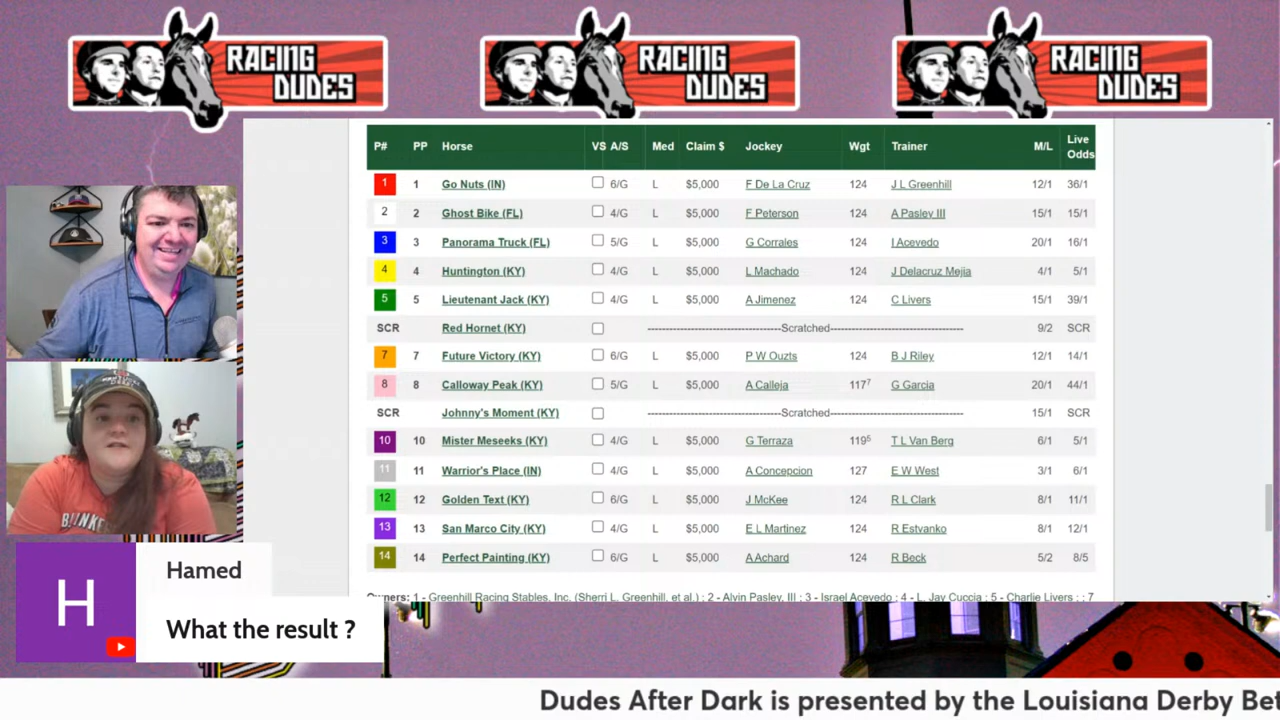 RACING
DUDES
RACING
DUDES
RACING
DUDES
P# PP Horse VS A/S Med Claim $ Jockey Wgt Trainer M/L Live Odds
1 1 Go Nuts (IN) 6/G L $5,000 F De La Cruz 124 J L Greenhill 12/1 36/1
2 2 Ghost Bike (FL) 4/G L $5,000 F Peterson 124 A Pasley III 15/1 15/1
3 3 Panorama Truck (FL) 5/G L $5,000 G Corrales 124 I Acevedo 20/1 16/1
4 4 Huntington (KY) 4/G L $5,000 L Machado 124 J Delacruz Mejia 4/1 5/1
5 5 Lieutenant Jack (KY) 4/G L $5,000 A Jimenez 124 C Livers 15/1 39/1
SCR Red Hornet (KY) ---Scratched--- 9/2 SCR
7 7 Future Victory (KY) 6/G L $5,000 P W Ouzts 124 B J Riley 12/1 14/1
8 8 Calloway Peak (KY) 5/G L $5,000 A Calleja 117⁷ G Garcia 20/1 44/1
SCR Johnny's Moment (KY) ---Scratched--- 15/1 SCR
10 10 Mister Meseeks (KY) 4/G L $5,000 G Terraza 119⁵ T L Van Berg 6/1 5/1
11 11 Warrior's Place (IN) 4/G L $5,000 A Concepcion 127 E W West 3/1 6/1
12 12 Golden Text (KY) 6/G L $5,000 J McKee 124 R L Clark 8/1 11/1
13 13 San Marco City (KY) 4/G L $5,000 E L Martinez 124 R Estvanko 8/1 12/1
14 14 Perfect Painting (KY) 6/G L $5,000 A Achard 124 R Beck 5/2 8/5
Owners: 1 - Greenhill Racing Stables, Inc. (Sherri L. Greenhill, et al.) ; 2 - Alvin Pasley, III ; 3 - Israel Acevedo ; 4 - L. Jay Cuccia ; 5 - Charlie Livers ; ; 7
H
Hamed
What the result ?
Dudes After Dark is presented by the Louisiana Derby Bet